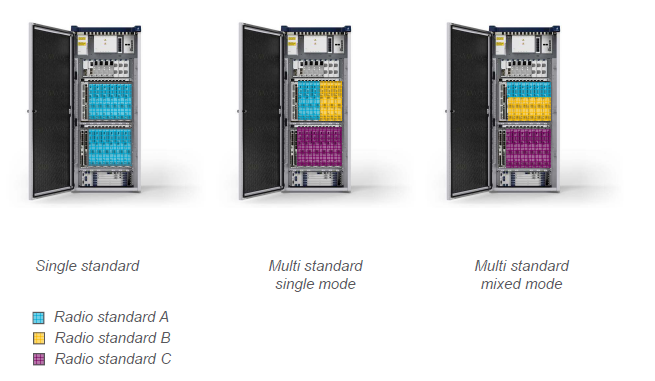 Single standard
Multi standard
single mode
Multi standard
mixed mode
Radio standard A
Radio standard B
Radio standard C